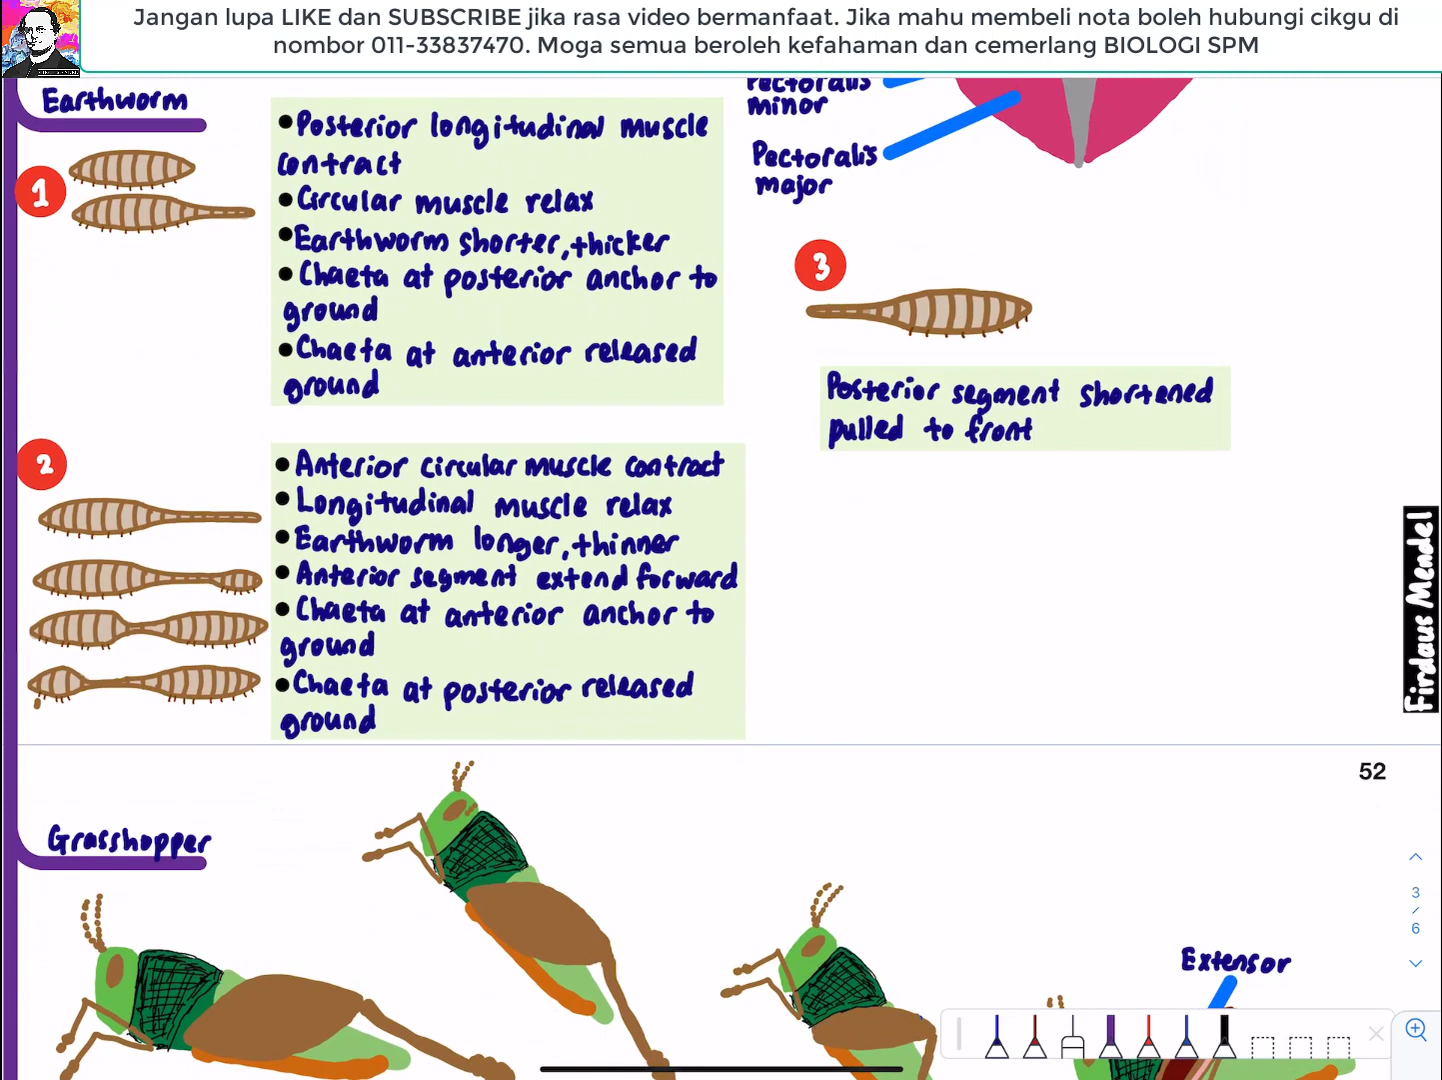 Jangan lupa LIKE dan SUBSCRIBE jika rasa video bermanfaat. Jika mahu membeli nota boleh hubungi cikgu di
nombor 011-33837470. Moga semua beroleh kefahaman dan cemerlang BIOLOGI SPM
Earthworm
1
• Posterior longitudinal muscle
contract
• Circular muscle relax
• Earthworm shorter, thicker
• Chaeta at posterior anchor to
ground
• Chaeta at anterior released
ground
2
• Anterior circular muscle contract
• Longitudinal muscle relax
• Earthworm longer, thinner
• Anterior segment extend forward
• Chaeta at anterior anchor to
ground
• Chaeta at posterior released
ground
Pectoralis
minor
Pectoralis
major
3
Posterior segment shortened
pulled to front
Firdaus Mendel
52
Grasshopper
Extensor
3
/
6